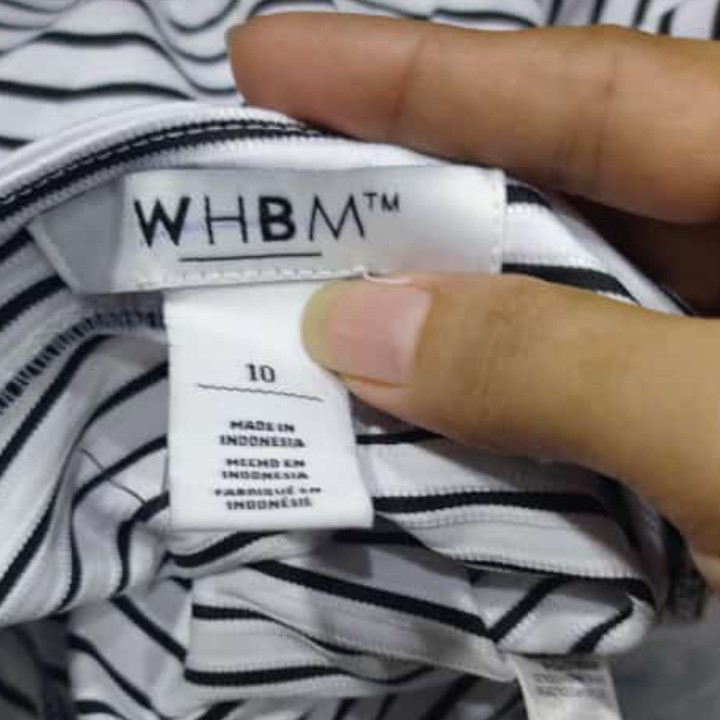 WHBM™
10
MADE IN
INDONESIA
HECHO EN
INDONESIA
FABRIQUÉ EN
INDONÉSIE